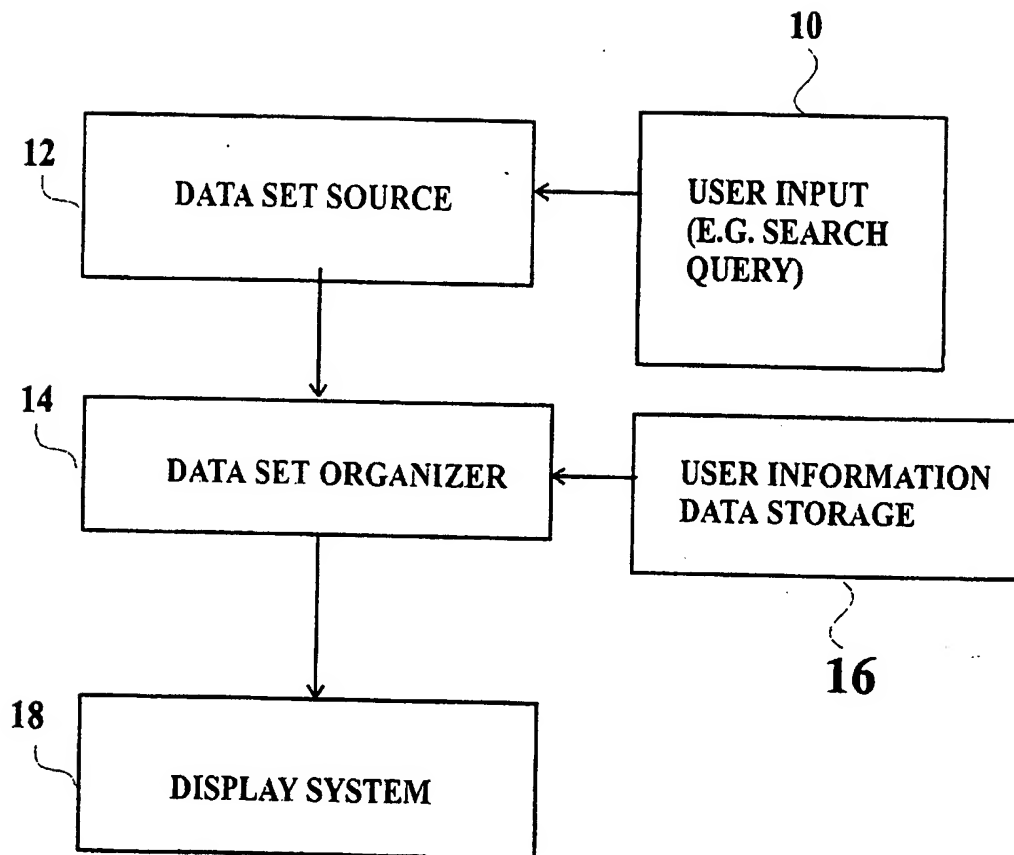 10
12
DATA SET SOURCE
USER INPUT
(E.G. SEARCH
QUERY)
14
DATA SET ORGANIZER
USER INFORMATION
DATA STORAGE
16
18
DISPLAY SYSTEM